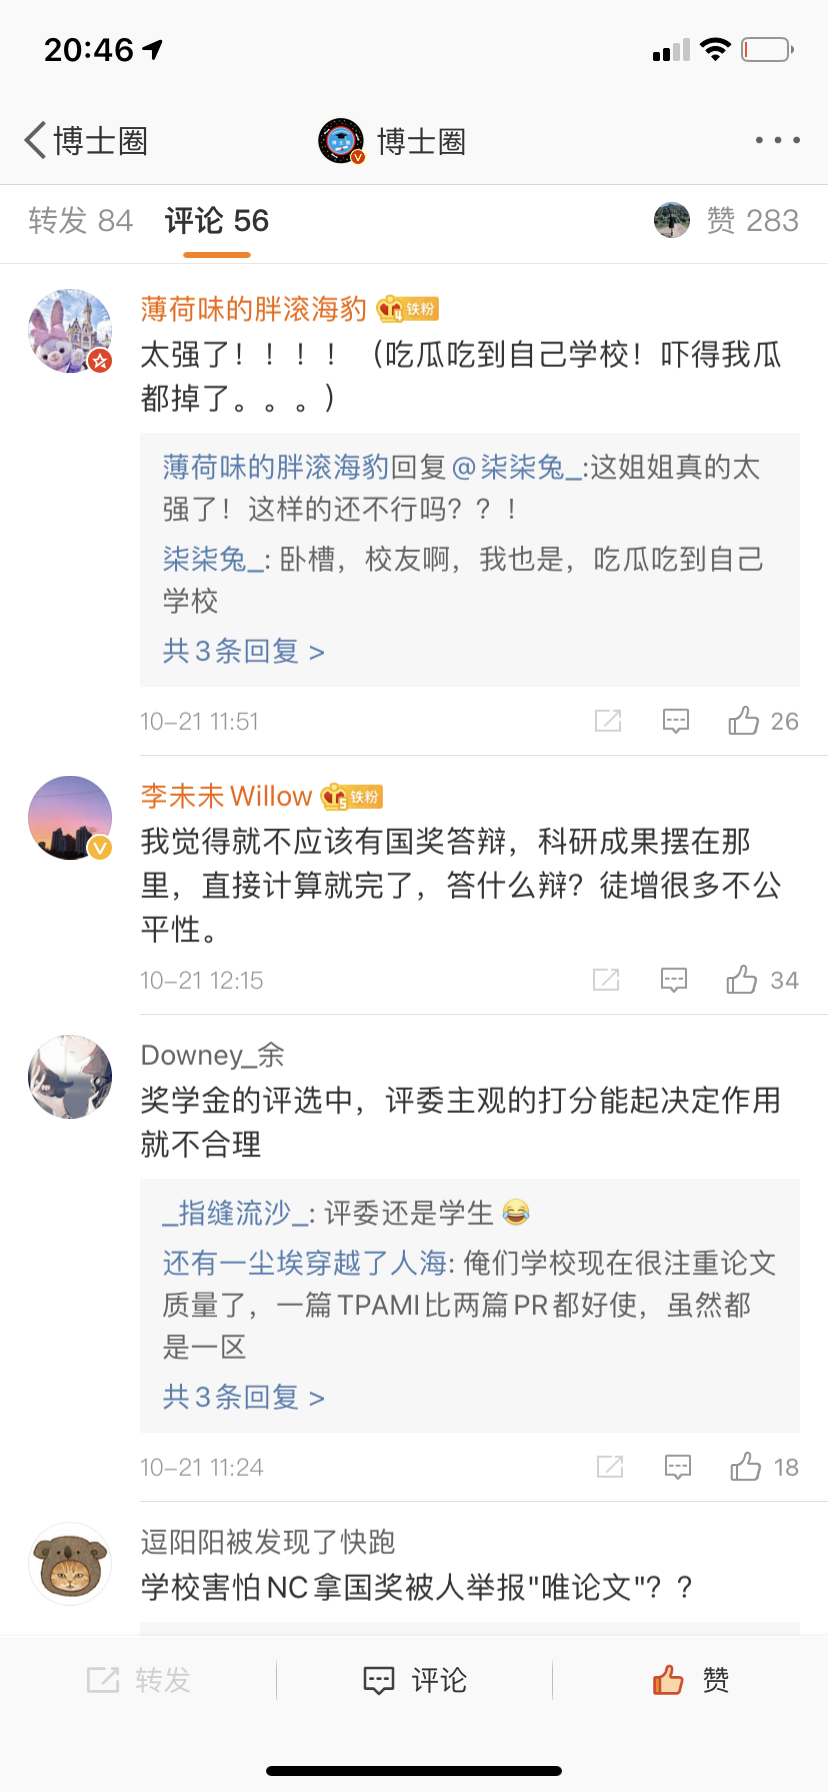 20:46
博士圈
博士圈
转发 84 评论 56 赞 283
薄荷味的胖滚海豹 4 铁粉
太强了！！！！（吃瓜吃到自己学校！吓得我瓜
都掉了。。。）
薄荷味的胖滚海豹回复@柒柒兔_:这姐姐真的太
强了！这样的还不行吗？？！
柒柒兔_: 卧槽，校友啊，我也是，吃瓜吃到自己
学校
共3条回复 >
10-21 11:51 26
李未未Willow 5 铁粉
我觉得就不应该有国奖答辩，科研成果摆在那
里，直接计算就完了，答什么辩？徒增很多不公
平性。
10-21 12:15 34
Downey_余
奖学金的评选中，评委主观的打分能起决定作用
就不合理
_指缝流沙_: 评委还是学生 😂
还有一尘埃穿越了人海: 俺们学校现在很注重论文
质量了，一篇TPAMI比两篇PR都好使，虽然都
是一区
共3条回复 >
10-21 11:24 18
逗阳阳被发现了快跑
学校害怕NC拿国奖被人举报"唯论文"？？
转发 评论 赞